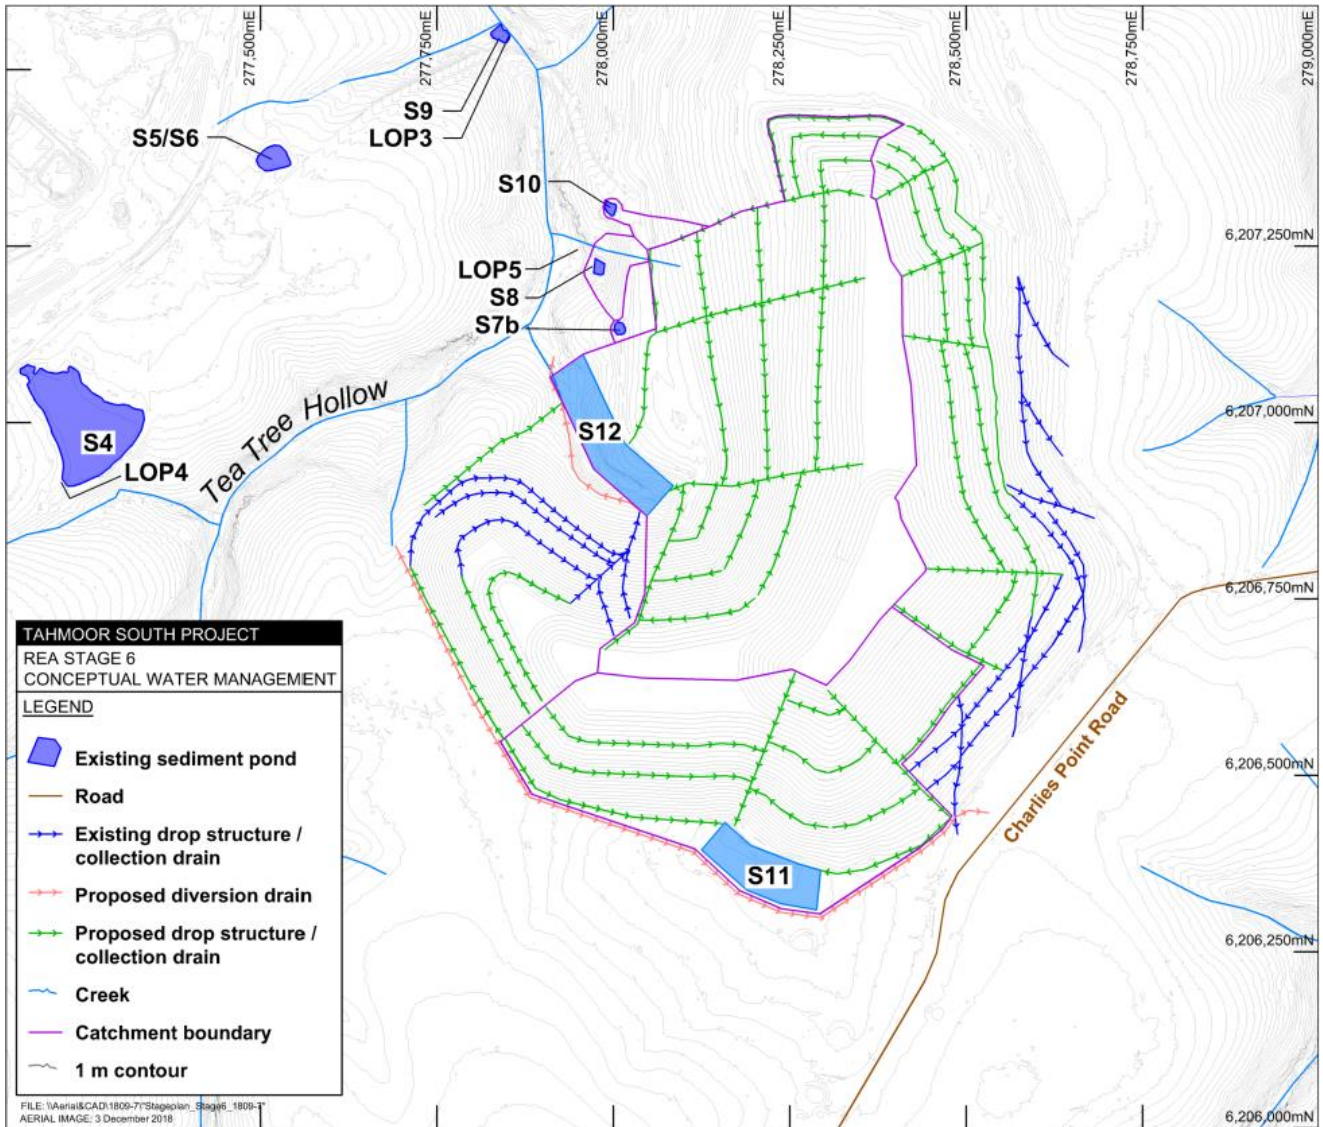 277,500mE
277,750mE
278,000mE
278,250mE
278,500mE
278,750mE
279,000mE
S9
LOP3
S5/S6
S10
6,207,250mN
LOP5
S8
S7b
Tea Tree Hollow
6,207,000mN
S12
S4
LOP4
6,206,750mN
TAHMOOR SOUTH PROJECT
REA STAGE 6
CONCEPTUAL WATER MANAGEMENT
LEGEND
Existing sediment pond
Road
Existing drop structure /
collection drain
Proposed diversion drain
Proposed drop structure /
collection drain
Creek
Catchment boundary
1 m contour
Charlies Point Road
6,206,500mN
S11
6,206,250mN
6,206,000mN
AERIAL IMAGE: 3 December 2018